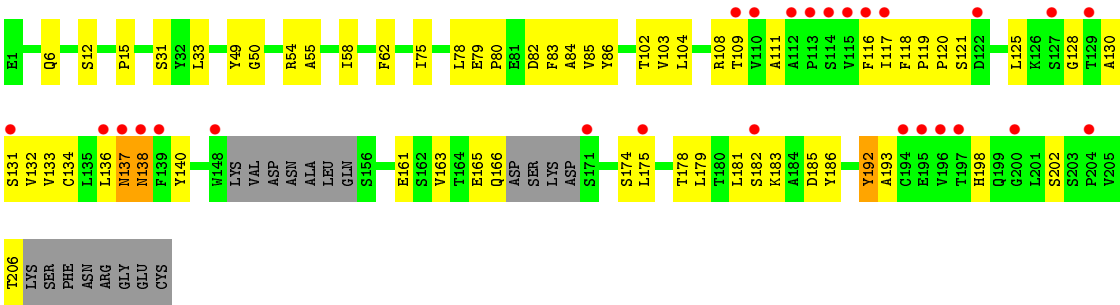 E1 Q6 S12 P15 S31 Y32 L33 Y49 G50 R54 A55 I58 F62 I75 L78 E79 P80 E81 D82 F83 A84 V85 Y86 T102 V103 L104 R108 T109 V110 A111 A112 P113 S114 V115 F116 I117 F118 P119 P120 S121 D122 L125 K126 S127 G128 T129 A130
S131 V132 V133 C134 L135 L136 N137 N138 F139 Y140 W148 LYS VAL ASP ASN ALA LEU GLN S156 E161 S162 V163 T164 E165 Q166 ASP SER LYS ASP S171 S174 L175 T178 L179 T180 L181 S182 K183 A184 D185 Y186 Y192 A193 C194 E195 V196 T197 H198 Q199 G200 L201 S202 S203 P204 V205
T206 LYS SER PHE ASN ARG GLY GLU CYS